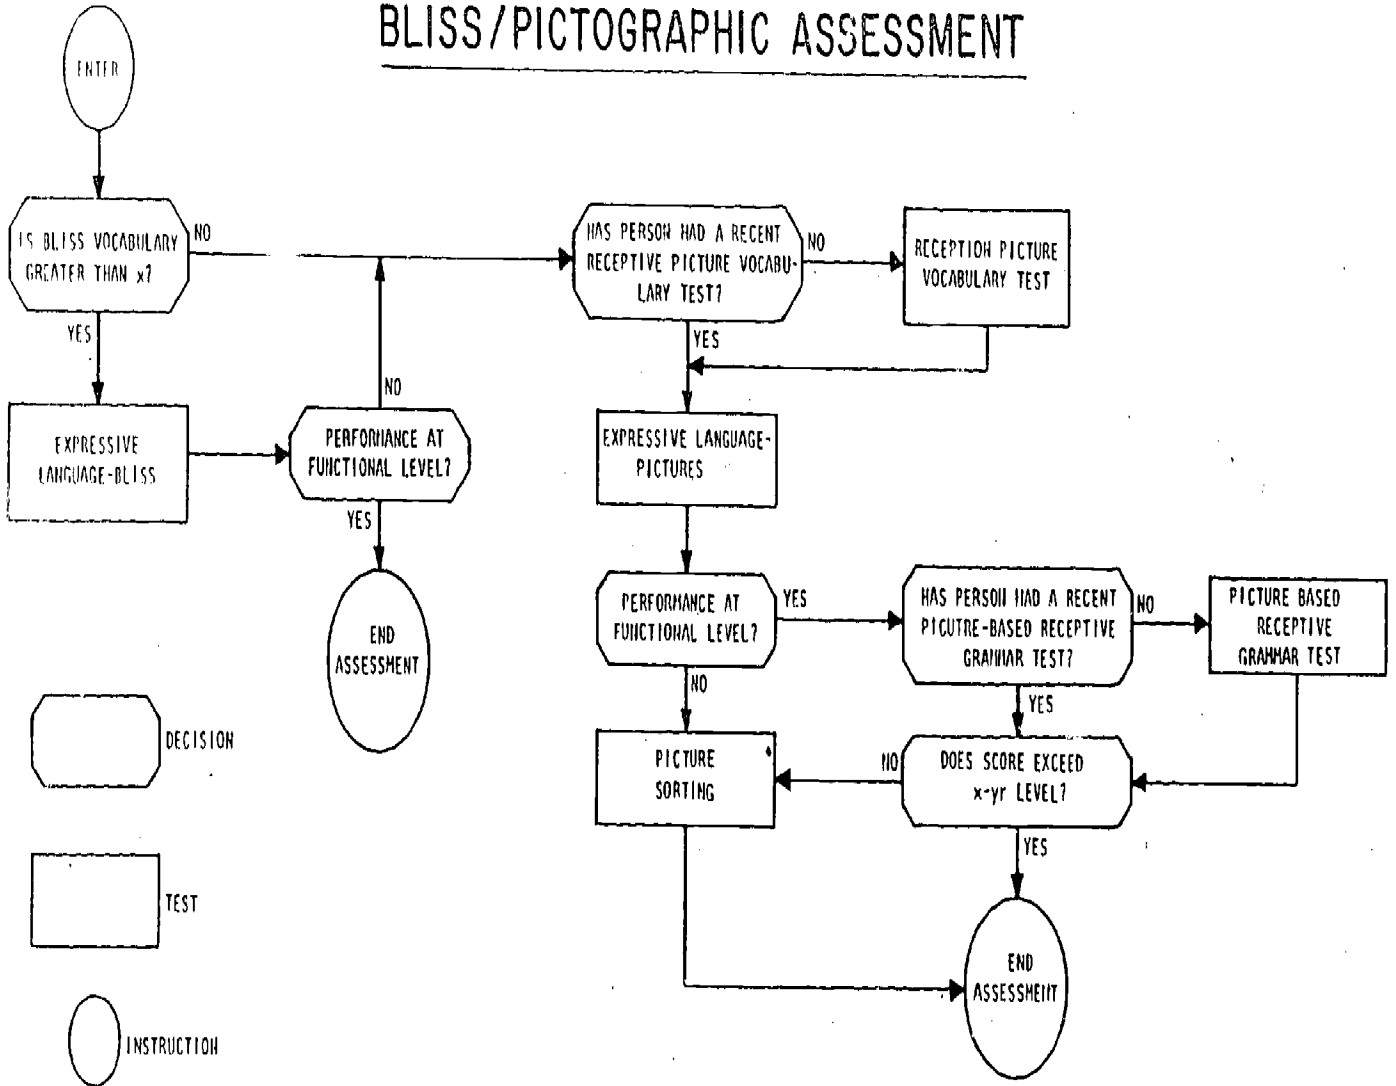 BLISS/PICTOGRAPHIC ASSESSMENT
ENTER
IS BLISS VOCABULARY
GREATER THAN x?
NO
YES
HAS PERSON HAD A RECENT
RECEPTIVE PICTURE VOCABU-
LARY TEST?
NO
YES
RECEPTION PICTURE
VOCABULARY TEST
EXPRESSIVE
LANGUAGE-BLISS
NO
PERFORMANCE AT
FUNCTIONAL LEVEL?
YES
END
ASSESSMENT
EXPRESSIVE LANGUAGE-
PICTURES
PERFORMANCE AT
FUNCTIONAL LEVEL?
YES
NO
HAS PERSON HAD A RECENT
PICUTRE-BASED RECEPTIVE
GRAMMAR TEST?
NO
YES
PICTURE BASED
RECEPTIVE
GRAMMAR TEST
PICTURE
SORTING
NO
DOES SCORE EXCEED
x-yr LEVEL?
YES
END
ASSESSMENT
DECISION
TEST
INSTRUCTION